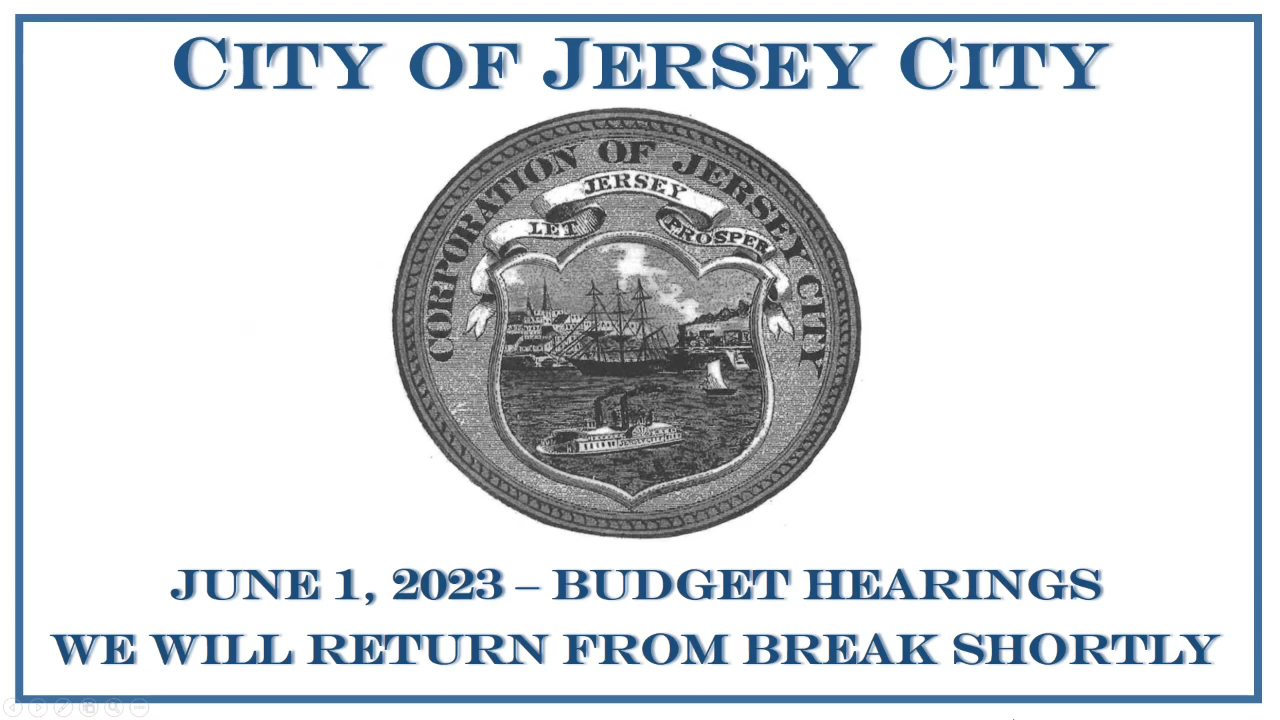 CITY OF JERSEY CITY
CORPORATION OF JERSEY CITY
LET JERSEY PROSPER
JUNE 1, 2023 – BUDGET HEARINGS
WE WILL RETURN FROM BREAK SHORTLY